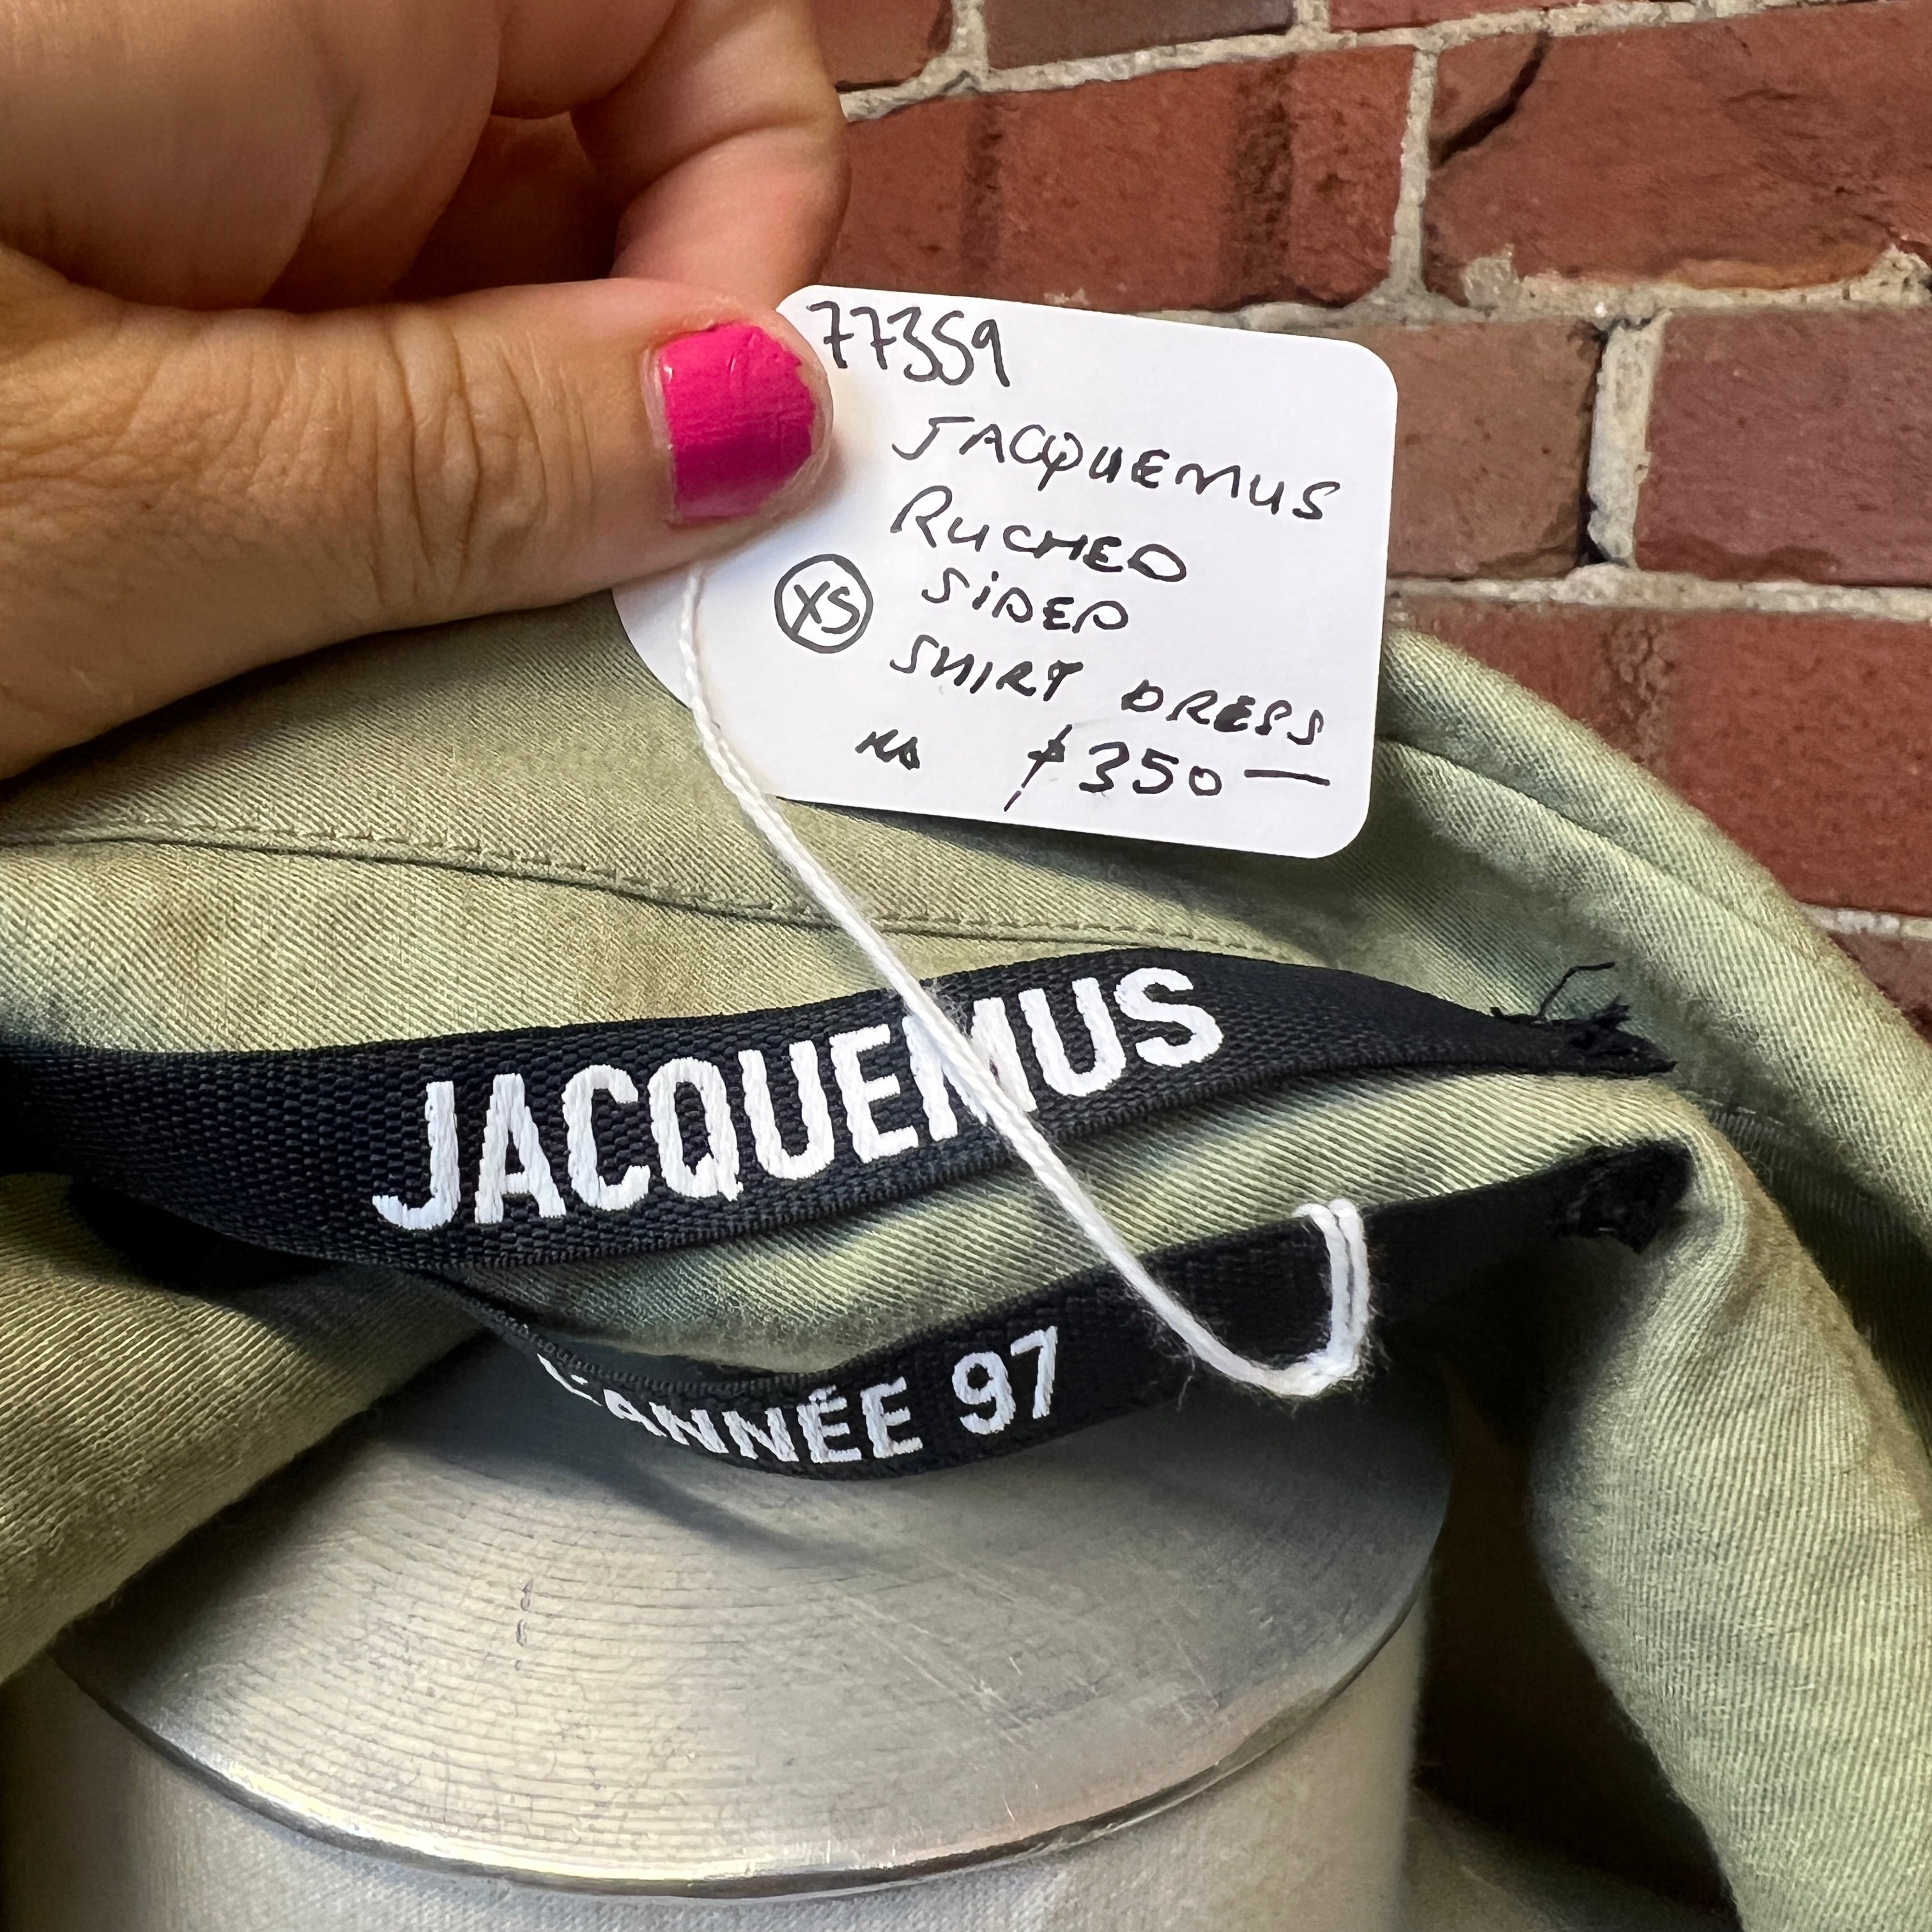 77359
JACQUEMUS
RUCHED
XS SIDED
SHIRT DRESS
$350—
JACQUEMUS
L'ANNÉE 97